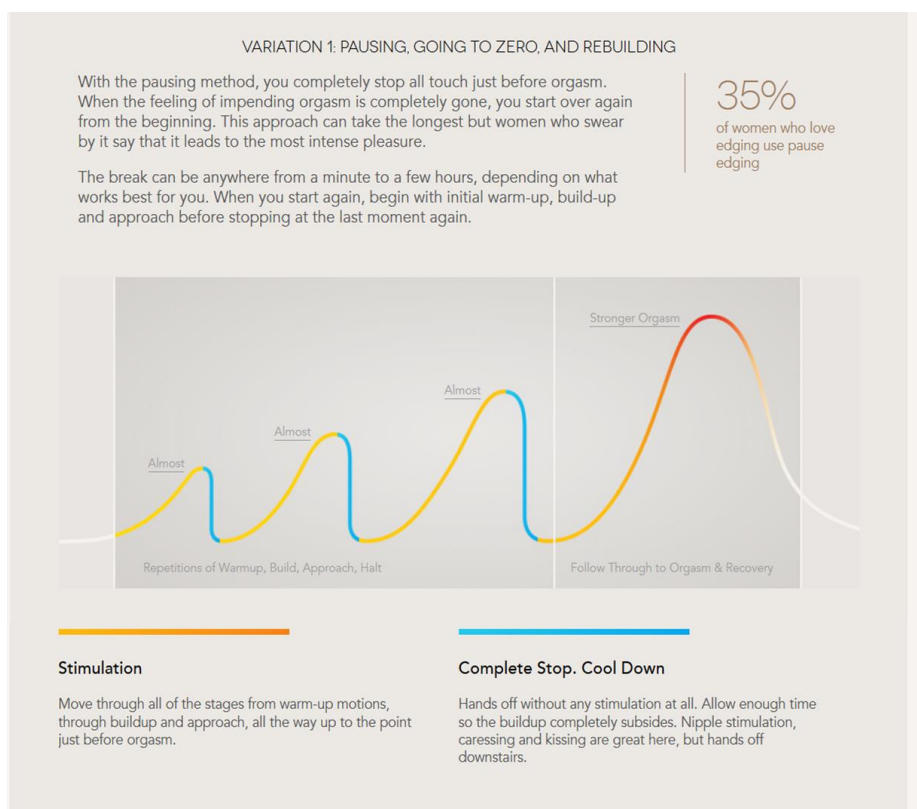 VARIATION 1: PAUSING, GOING TO ZERO, AND REBUILDING
With the pausing method, you completely stop all touch just before orgasm.
When the feeling of impending orgasm is completely gone, you start over again
from the beginning. This approach can take the longest but women who swear
by it say that it leads to the most intense pleasure.
The break can be anywhere from a minute to a few hours, depending on what
works best for you. When you start again, begin with initial warm-up, build-up
and approach before stopping at the last moment again.
35%
of women who love
edging use pause
edging
Stronger Orgasm
Almost
Almost
Almost
Repetitions of Warmup, Build, Approach, Halt
Follow Through to Orgasm & Recovery
Stimulation
Move through all of the stages from warm-up motions,
through buildup and approach, all the way up to the point
just before orgasm.
Complete Stop. Cool Down
Hands off without any stimulation at all. Allow enough time
so the buildup completely subsides. Nipple stimulation,
caressing and kissing are great here, but hands off
downstairs.